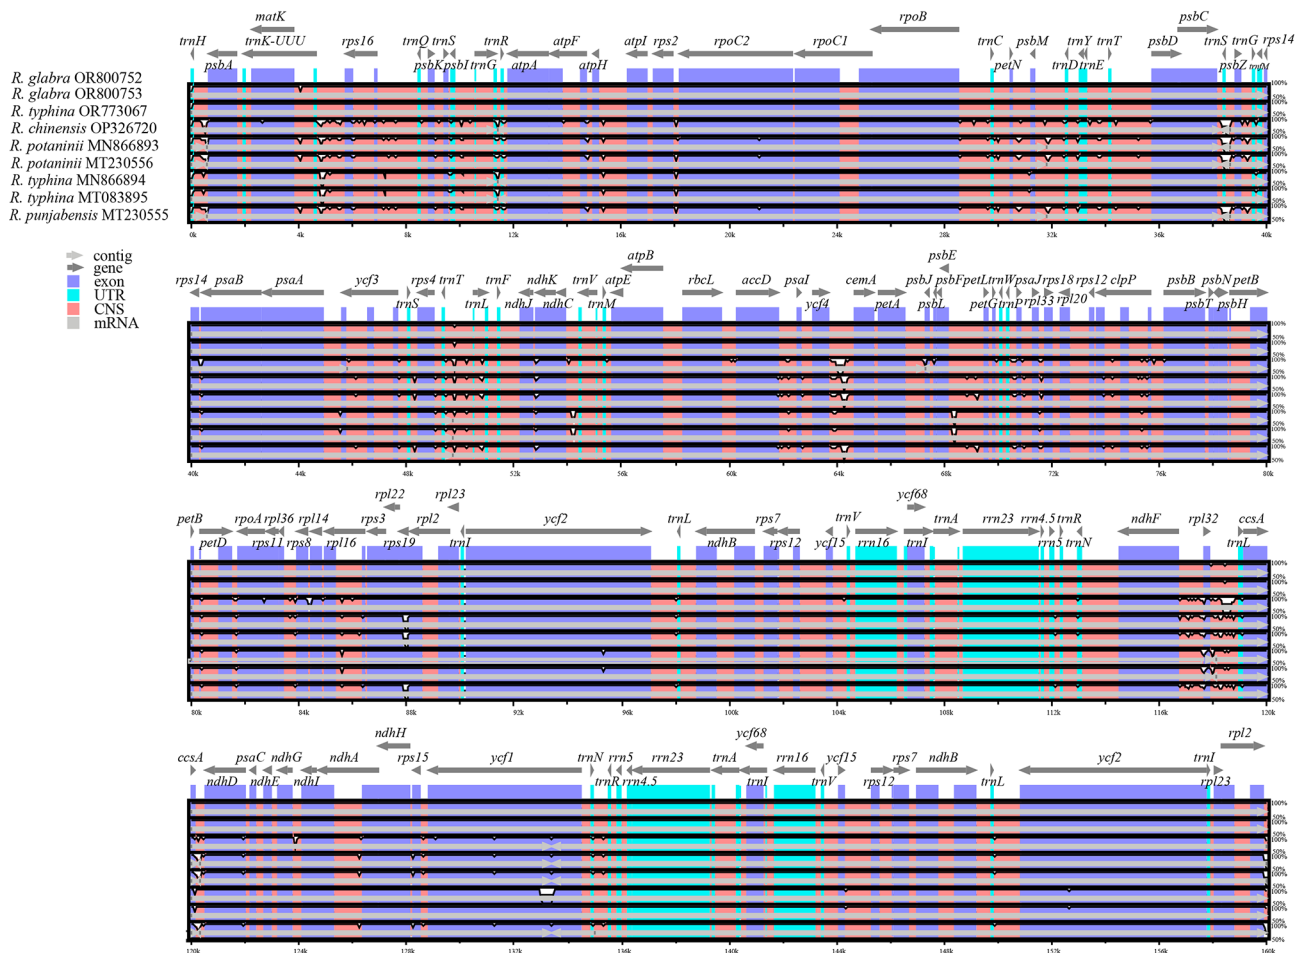 matK
rpoB
psbC
trnH
trnK-UUU
rps16
trnQ
trnS
trnR
atpF
atpI
rps2
rpoC2
rpoC1
trnC
psbM
trnY
trnT
psbD
trnS
trnG
rps14
psbA
psbK
psbI
trnG
atpA
atpH
petN
trnD
trnE
psbZ
trnfM
R. glabra OR800752
R. glabra OR800753
R. typhina OR773067
R. chinensis OP326720
R. potaninii MN866893
R. potaninii MT230556
R. typhina MN866894
R. typhina MT083895
R. punjabensis MT230555
100%
50%
0k 4k 8k 12k 16k 20k 24k 28k 32k 36k 40k
contig
gene
exon
UTR
CNS
mRNA
atpB
psbE
rps14
psaB
psaA
ycf3
rps4
trnT
trnF
ndhK
trnV
atpE
rbcL
accD
psaI
cemA
psbJ
psbF
petL
trnW
psaJ
rps18
rps12
clpP
psbB
psbN
petB
trnS
trnL
ndhJ
ndhC
trnM
ycf4
petA
psbL
petG
trnP
rpl33
rpl20
psbT
psbH
100%
50%
40k 44k 48k 52k 56k 60k 64k 68k 72k 76k 80k
rpl22
rpl23
ycf68
petB
rpoA
rpl36
rpl14
rps3
rpl2
ycf2
trnL
rps7
trnV
trnA
rrn23
rrn4.5
trnR
ndhF
rpl32
ccsA
petD
rps11
rps8
rpl16
rps19
trnI
ndhB
rps12
ycf15
rrn16
trnI
rrn5
trnN
trnL
100%
50%
80k 84k 88k 92k 96k 100k 104k 108k 112k 116k 120k
ndhH
ycf68
rpl2
ccsA
psaC
ndhG
ndhA
rps15
ycf1
trnN
rrn5
rrn23
trnA
rrn16
ycf15
rps7
ndhB
ycf2
trnI
ndhD
ndhE
ndhI
trnR
rrn4.5
trnI
trnV
rps12
trnL
rpl23
100%
50%
120k 124k 128k 132k 136k 140k 144k 148k 152k 156k 160k